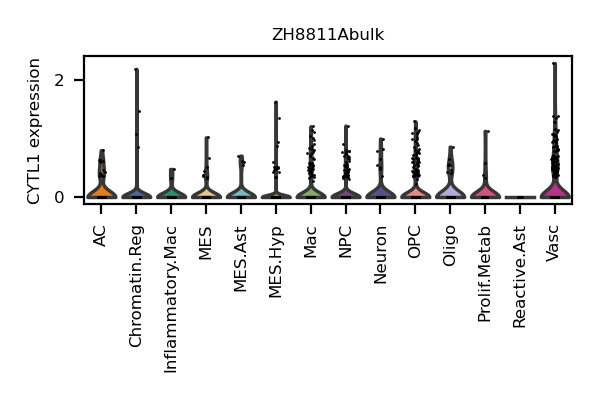 ZH8811Abulk
CYTL1 expression
2
0
AC
Chromatin.Reg
Inflammatory.Mac
MES
MES.Ast
MES.Hyp
Mac
NPC
Neuron
OPC
Oligo
Prolif.Metab
Reactive.Ast
Vasc